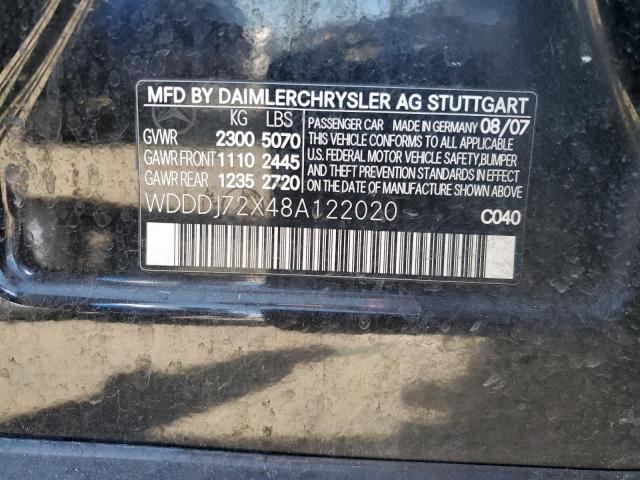 MFD BY DAIMLERCHRYSLER AG STUTTGART
KG LBS
GVWR 2300 5070
GAWR FRONT 1110 2445
GAWR REAR 1235 2720
PASSENGER CAR MADE IN GERMANY 08/07
THIS VEHICLE CONFORMS TO ALL APPLICABLE
U.S. FEDERAL MOTOR VEHICLE SAFETY, BUMPER
AND THEFT PREVENTION STANDARDS IN EFFECT
ON THE DATE OF MANUFACTURE SHOWN ABOVE.
WDDDJ72X48A122020
C040